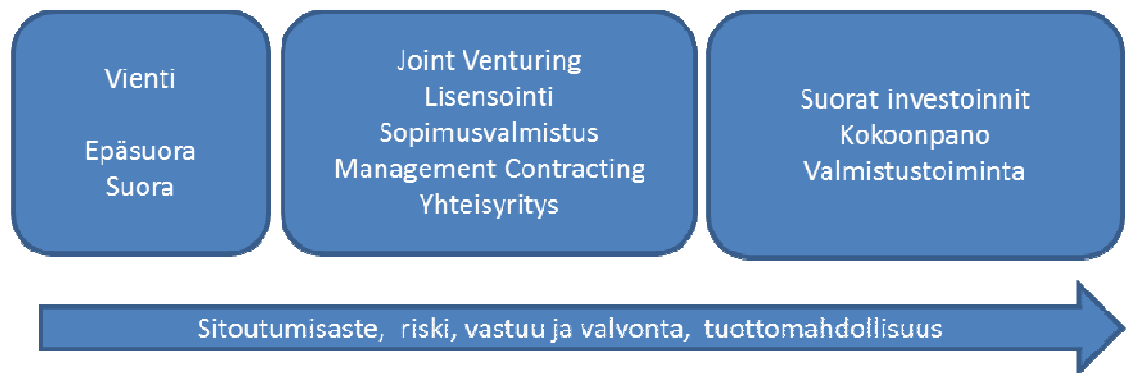 Vienti
Epäsuora
Suora
Joint Venturing
Lisensointi
Sopimusvalmistus
Management Contracting
Yhteisyritys
Suorat investoinnit
Kokoonpano
Valmistustoiminta
Sitoutumisaste, riski, vastuu ja valvonta, tuottomahdollisuus